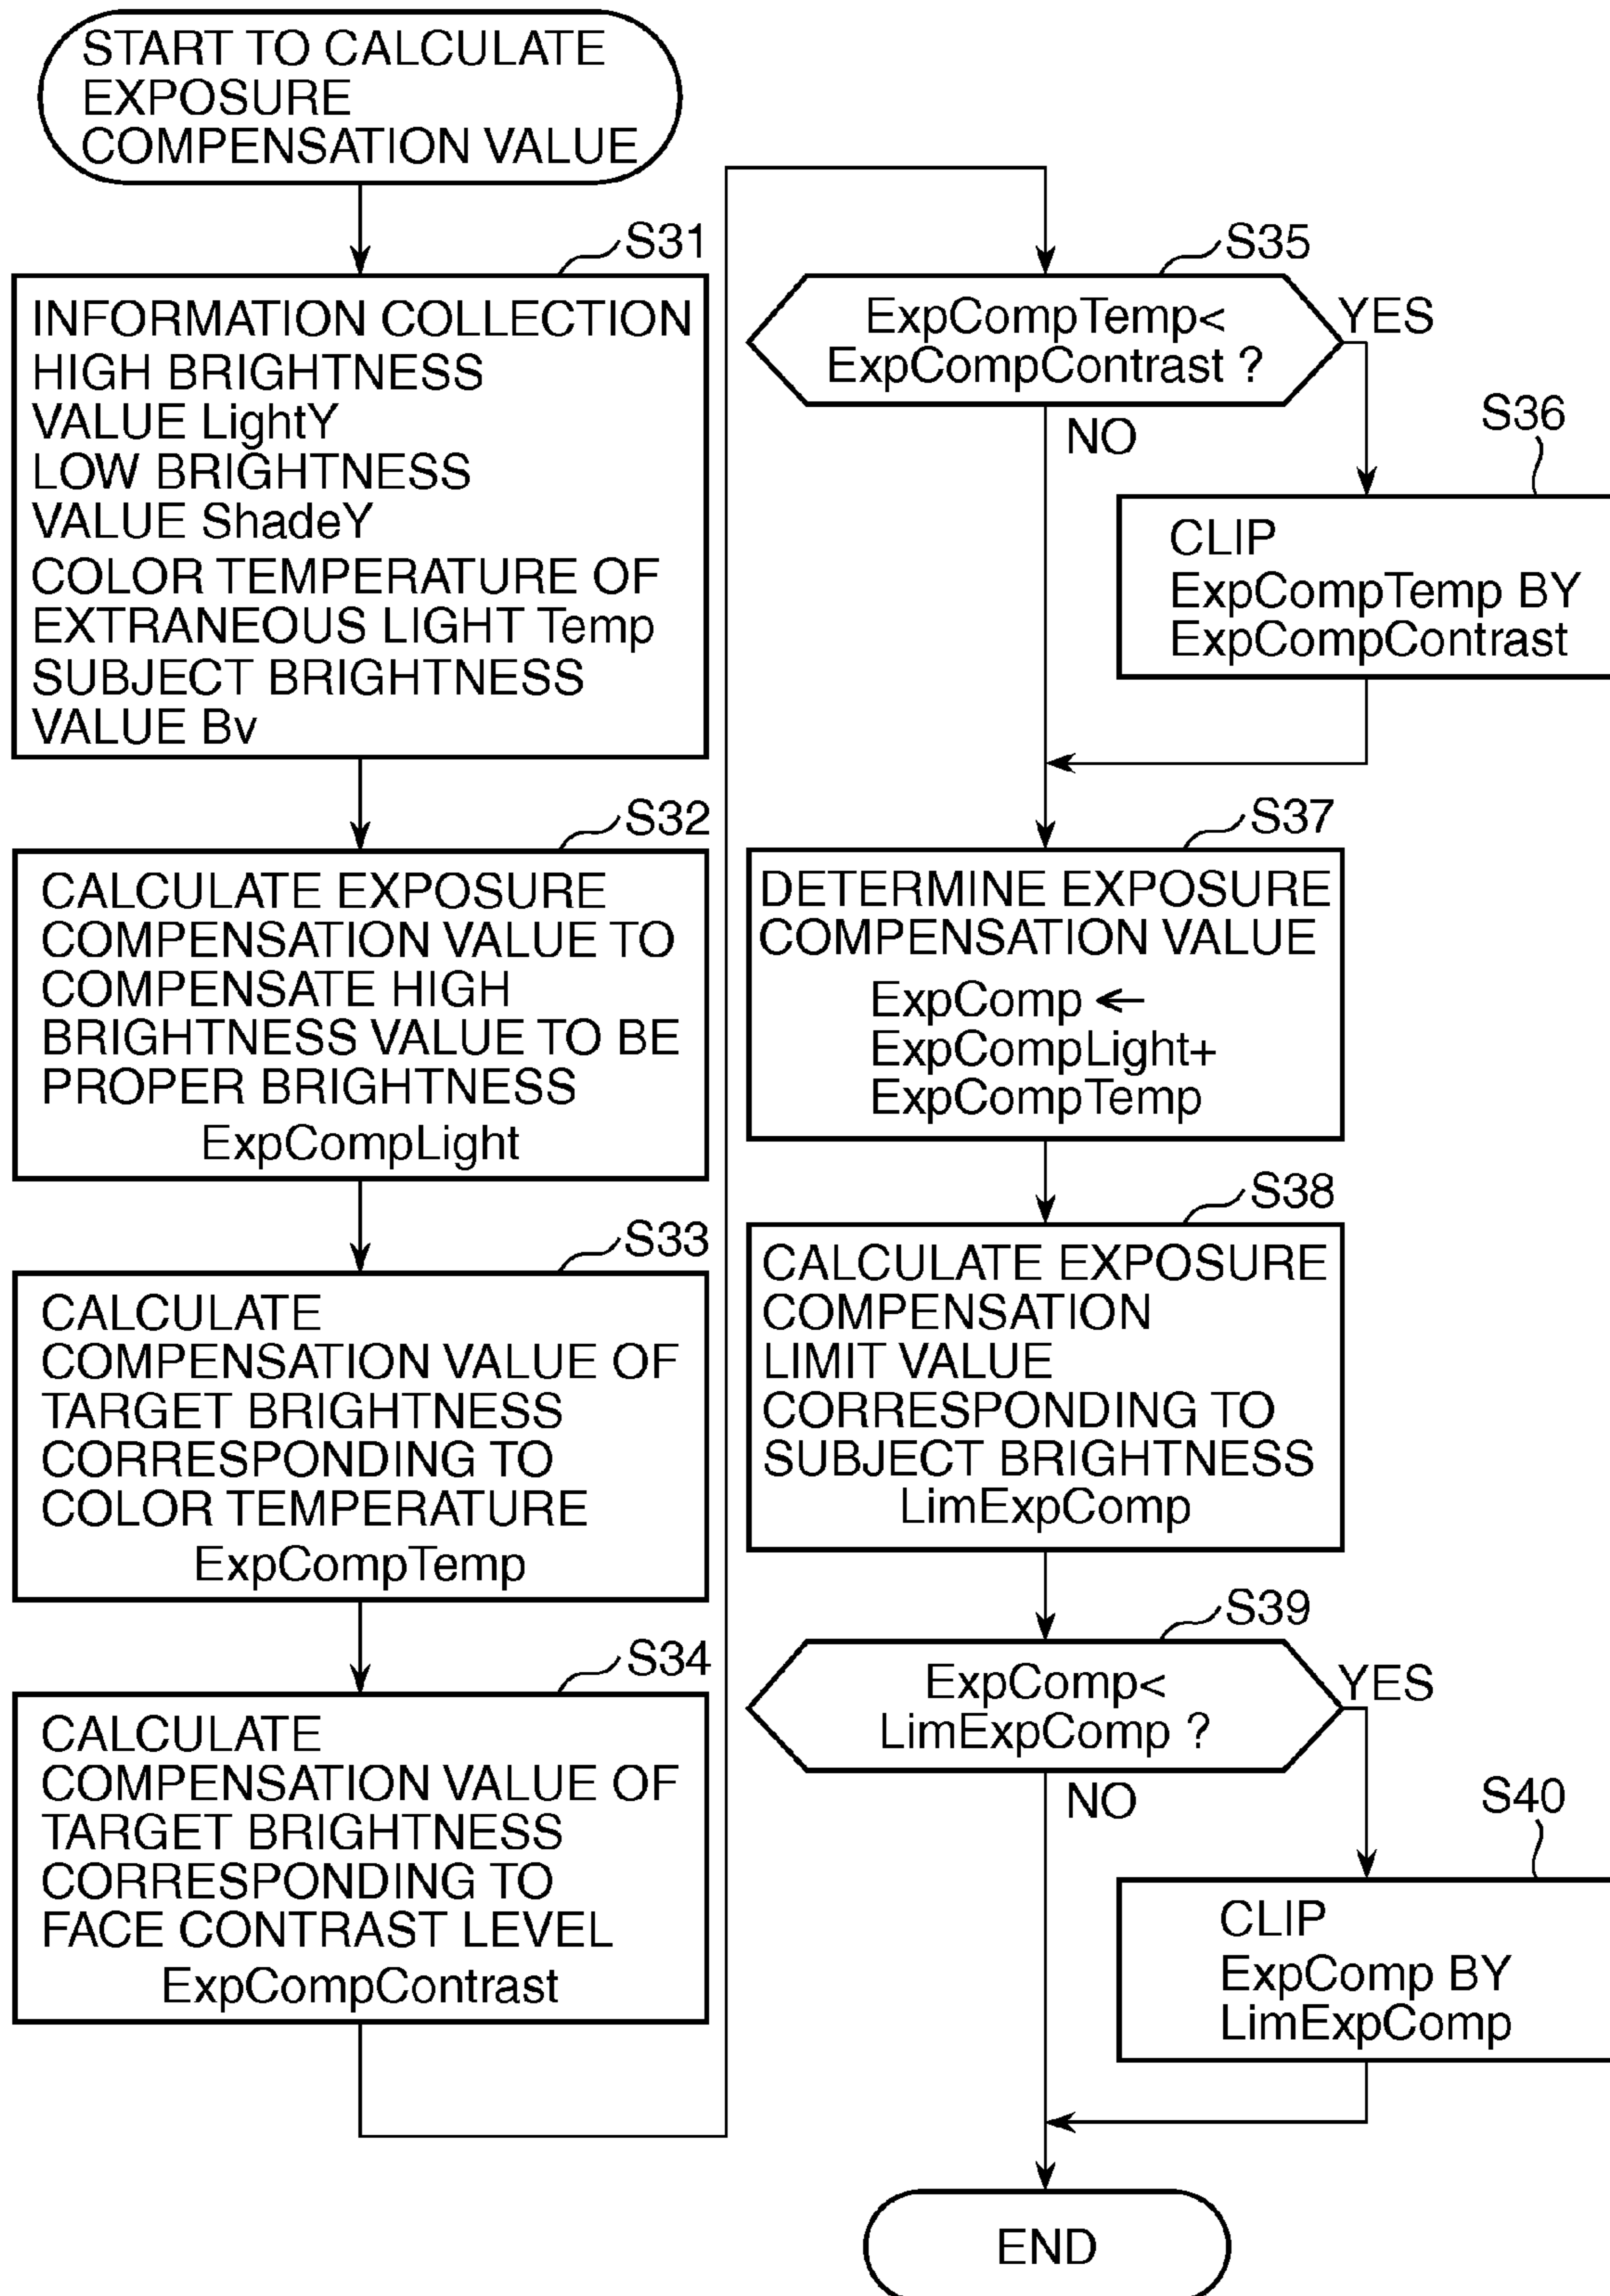 START TO CALCULATE
EXPOSURE
COMPENSATION VALUE
S31
INFORMATION COLLECTION
HIGH BRIGHTNESS
VALUE LightY
LOW BRIGHTNESS
VALUE ShadeY
COLOR TEMPERATURE OF
EXTRANEOUS LIGHT Temp
SUBJECT BRIGHTNESS
VALUE Bv
S32
CALCULATE EXPOSURE
COMPENSATION VALUE TO
COMPENSATE HIGH
BRIGHTNESS VALUE TO BE
PROPER BRIGHTNESS
ExpCompLight
S33
CALCULATE
COMPENSATION VALUE OF
TARGET BRIGHTNESS
CORRESPONDING TO
COLOR TEMPERATURE
ExpCompTemp
S34
CALCULATE
COMPENSATION VALUE OF
TARGET BRIGHTNESS
CORRESPONDING TO
FACE CONTRAST LEVEL
ExpCompContrast
S35
ExpCompTemp<
ExpCompContrast ?
YES
NO
S36
CLIP
ExpCompTemp BY
ExpCompContrast
S37
DETERMINE EXPOSURE
COMPENSATION VALUE
ExpComp ←
ExpCompLight+
ExpCompTemp
S38
CALCULATE EXPOSURE
COMPENSATION
LIMIT VALUE
CORRESPONDING TO
SUBJECT BRIGHTNESS
LimExpComp
S39
ExpComp<
LimExpComp ?
YES
NO
S40
CLIP
ExpComp BY
LimExpComp
END